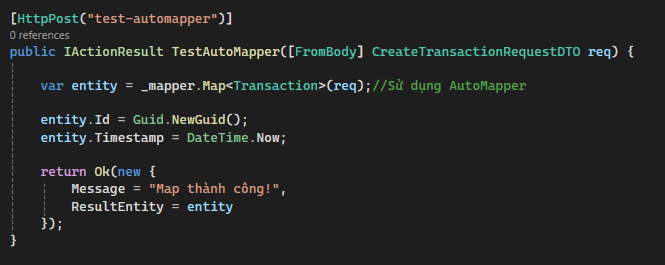 [HttpPost("test-automapper")]
0 references
public IActionResult TestAutoMapper([FromBody] CreateTransactionRequestDTO req) {
var entity = _mapper.Map<Transaction>(req);//Sử dụng AutoMapper
entity.Id = Guid.NewGuid();
entity.Timestamp = DateTime.Now;
return Ok(new {
Message = "Map thành công!",
ResultEntity = entity
});
}